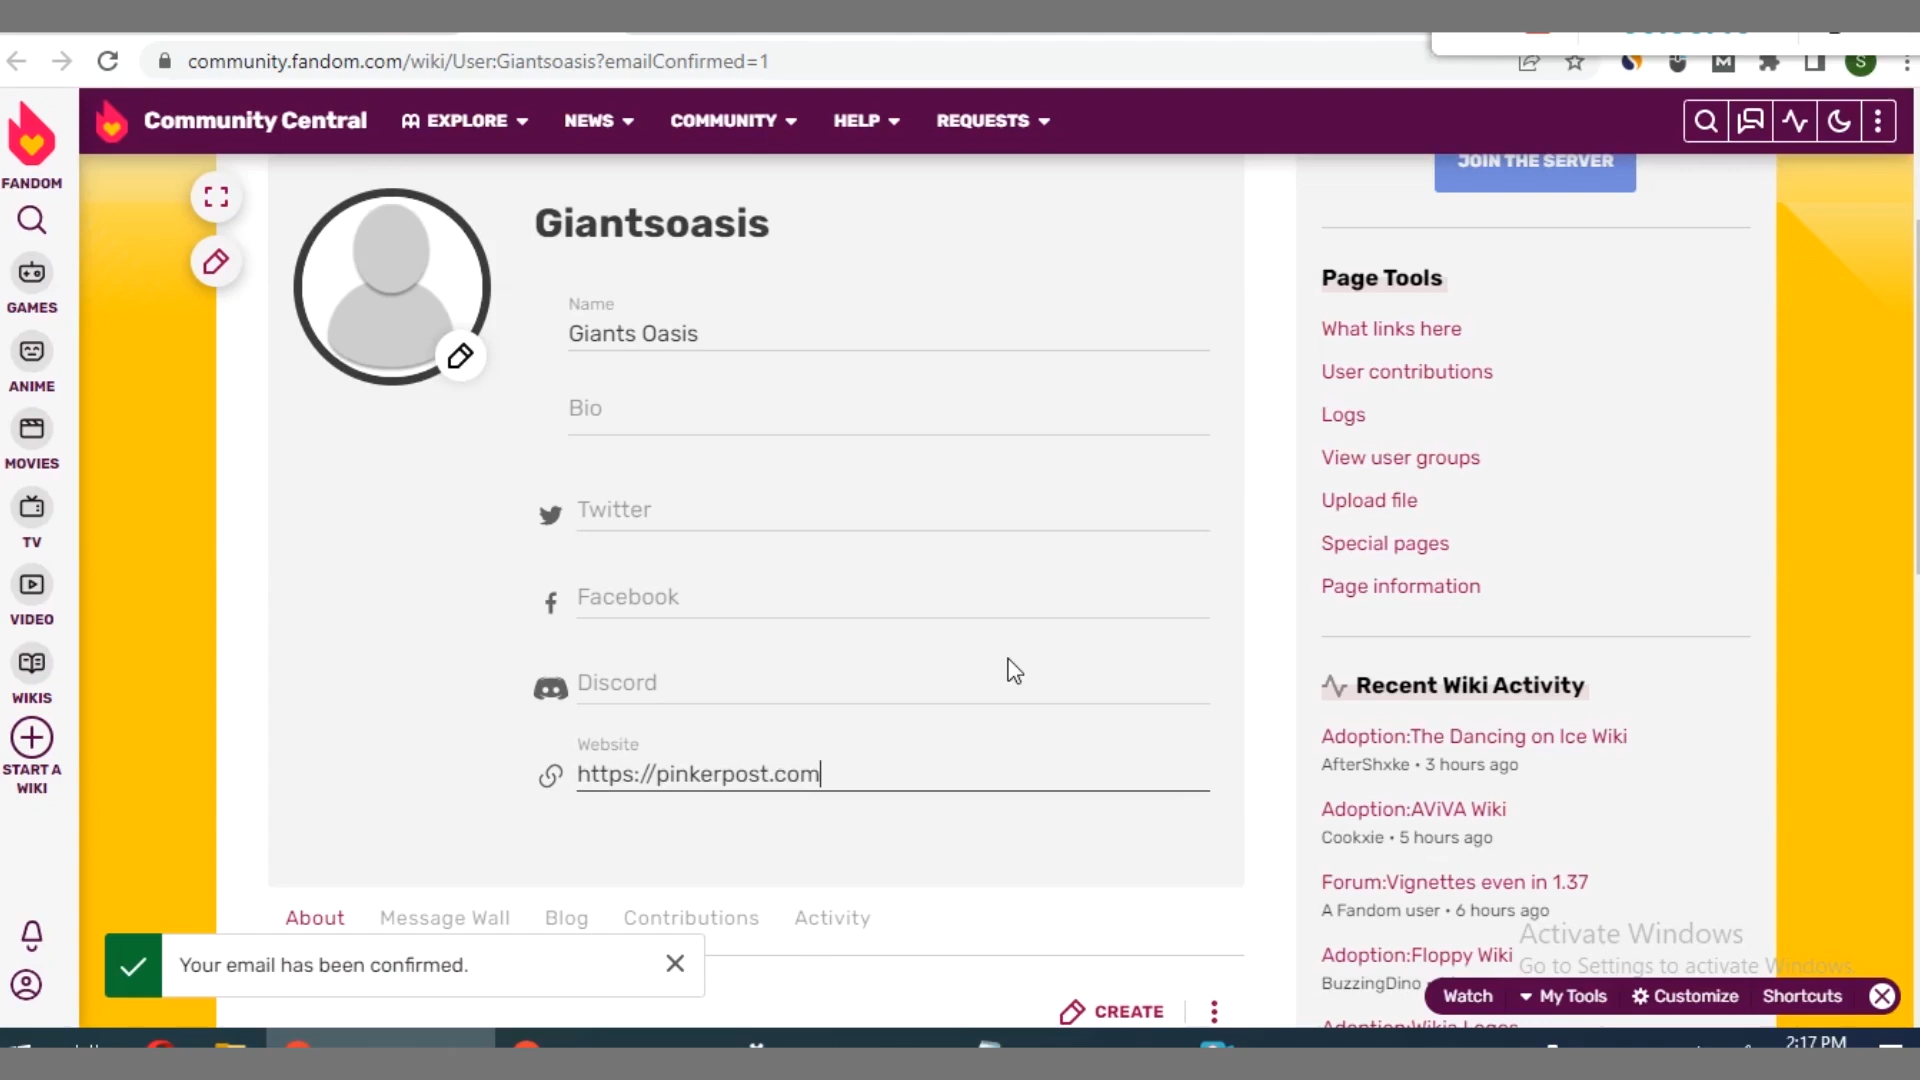 community.fandom.com/wiki/User:Giantsoasis?emailConfirmed=1
S
Community Central
EXPLORE
NEWS
COMMUNITY
HELP
REQUESTS
FANDOM
GAMES
ANIME
MOVIES
TV
VIDEO
WIKIS
START A
WIKI
Giantsoasis
Name
Giants Oasis
Bio
Twitter
Facebook
Discord
Website
https://pinkerpost.com
About
Message Wall
Blog
Contributions
Activity
Your email has been confirmed.
CREATE
JOIN THE SERVER
Page Tools
What links here
User contributions
Logs
View user groups
Upload file
Special pages
Page information
Recent Wiki Activity
Adoption:The Dancing on Ice Wiki
AfterShxke • 3 hours ago
Adoption:AViVA Wiki
Cookxie • 5 hours ago
Forum:Vignettes even in 1.37
A Fandom user • 6 hours ago
Adoption:Floppy Wiki
BuzzingDino
Activate Windows
Go to Settings to activate Windows.
Watch
My Tools
Customize
Shortcuts
2:17 PM